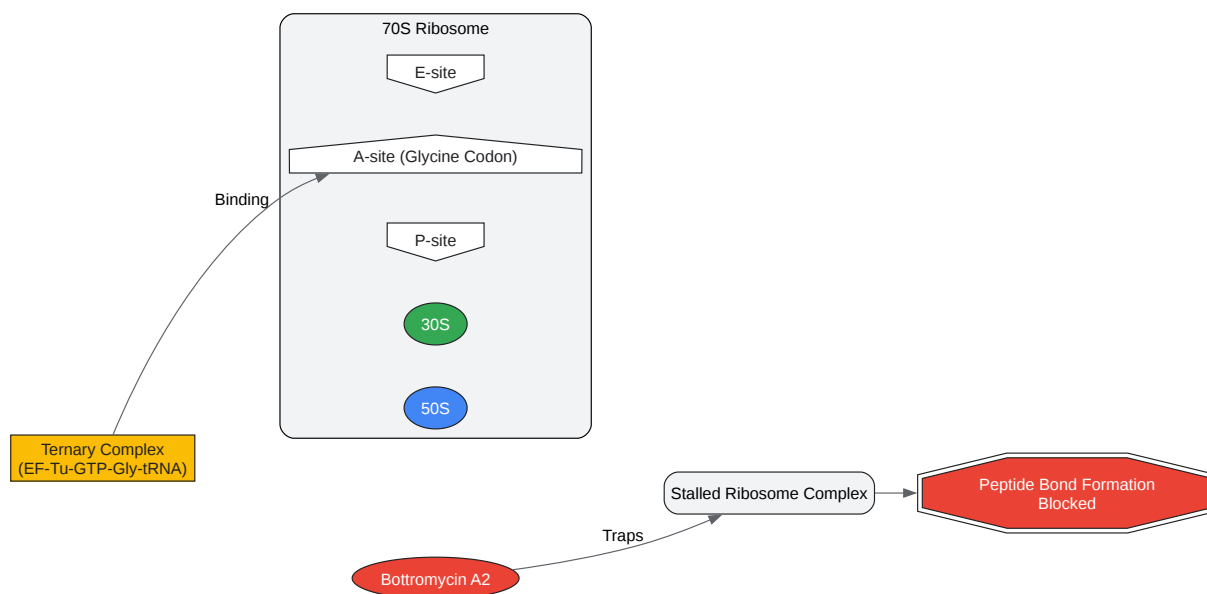 70S Ribosome
E-site
A-site (Glycine Codon)
Binding
P-site
30S
50S
Ternary Complex
(EF-Tu-GTP-Gly-tRNA)
Stalled Ribosome Complex
Peptide Bond Formation
Blocked
Traps
Bottromycin A2